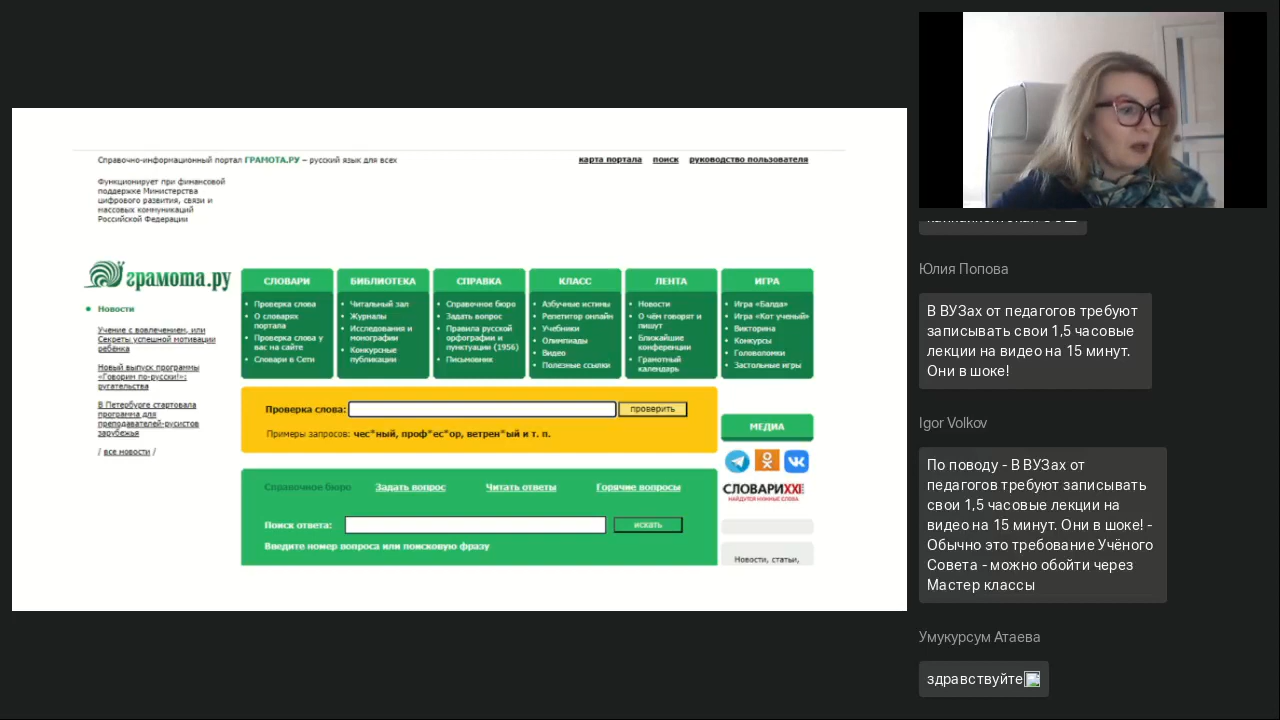 Справочно-информационный портал ГРАМОТА.РУ – русский язык для всех
карта портала поиск руководство пользователя
Функционирует при финансовой
поддержке Министерства
цифрового развития, связи и
массовых коммуникаций
Российской Федерации
грамота.ру
Новости
Учение с вовлечением, или
Секреты успешной мотивации
ребёнка
Новый выпуск программы
«Говорим по-русски!»:
ругательства
В Петербурге стартовала
программа для
преподавателей-русистов
зарубежья
/ все новости /
СЛОВАРИ
Проверка слова
О словарях
портала
Проверка слова у
вас на сайте
Словари в Сети
БИБЛИОТЕКА
Читальный зал
Журналы
Исследования и
монографии
Конкурсные
публикации
СПРАВКА
Справочное бюро
Задать вопрос
Правила русской
орфографии и
пунктуации (1956)
Письмовник
КЛАСС
Азбучные истины
Репетитор онлайн
Учебники
Олимпиады
Видео
Полезные ссылки
ЛЕНТА
Новости
О чём говорят и
пишут
Ближайшие
конференции
Грамотный
календарь
ИГРА
Игра «Балда»
Игра «Кот ученый»
Викторина
Конкурсы
Головоломки
Застольные игры
Проверка слова: проверить
Примеры запросов: чес*ный, проф*ес*ор, ветрен*ый и т. п.
Справочное бюро Задать вопрос Читать ответы Горячие вопросы
Поиск ответа: искать
Введите номер вопроса или поисковую фразу
МЕДИА
СЛОВАРИXXI
НАЙДУТСЯ НУЖНЫЕ СЛОВА
Новости, статьи,
Юлия Попова
В ВУЗах от педагогов требуют
записывать свои 1,5 часовые
лекции на видео на 15 минут.
Они в шоке!
Igor Volkov
По поводу - В ВУЗах от
педагогов требуют записывать
свои 1,5 часовые лекции на
видео на 15 минут. Они в шоке! -
Обычно это требование Учёного
Совета - можно обойти через
Мастер классы
Умукурсум Атаева
здравствуйте